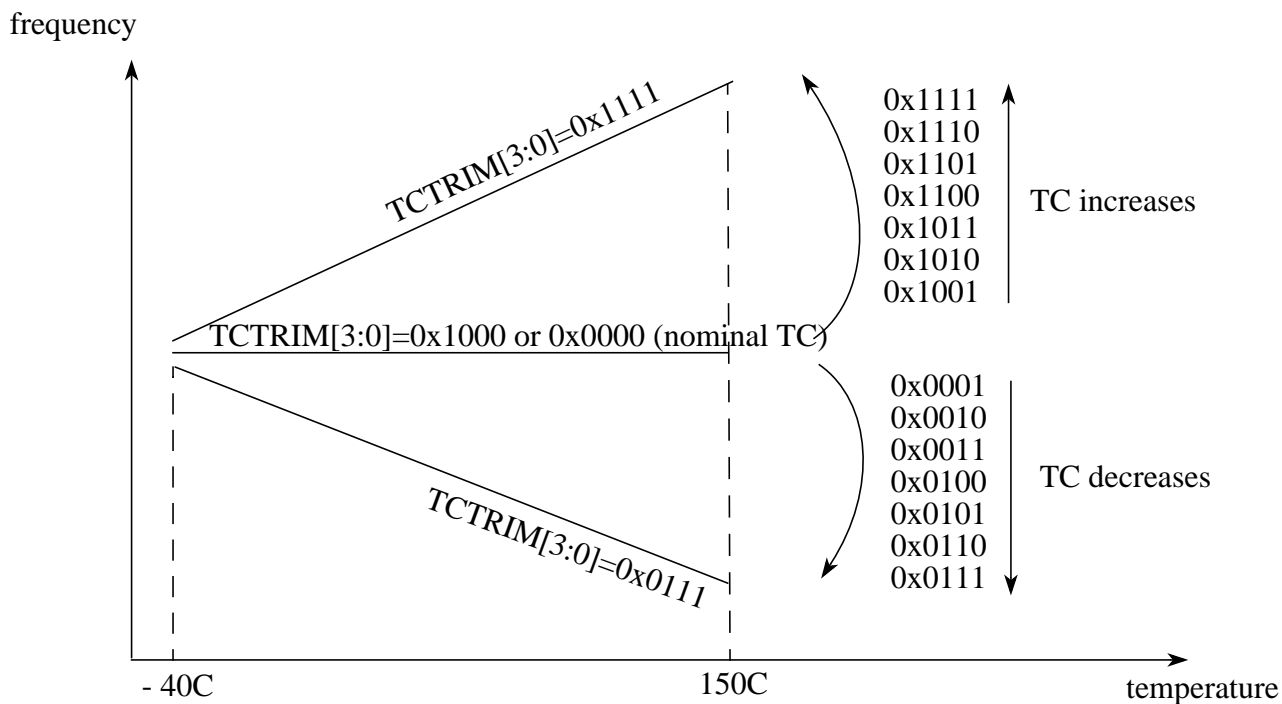 frequency
TCTRIM[3:0]=0x1111
0x1111
0x1110
0x1101
0x1100
0x1011
0x1010
0x1001
TC increases
TCTRIM[3:0]=0x1000 or 0x0000 (nominal TC)
0x0001
0x0010
0x0011
0x0100
0x0101
0x0110
0x0111
TC decreases
TCTRIM[3:0]=0x0111
- 40C
150C
temperature